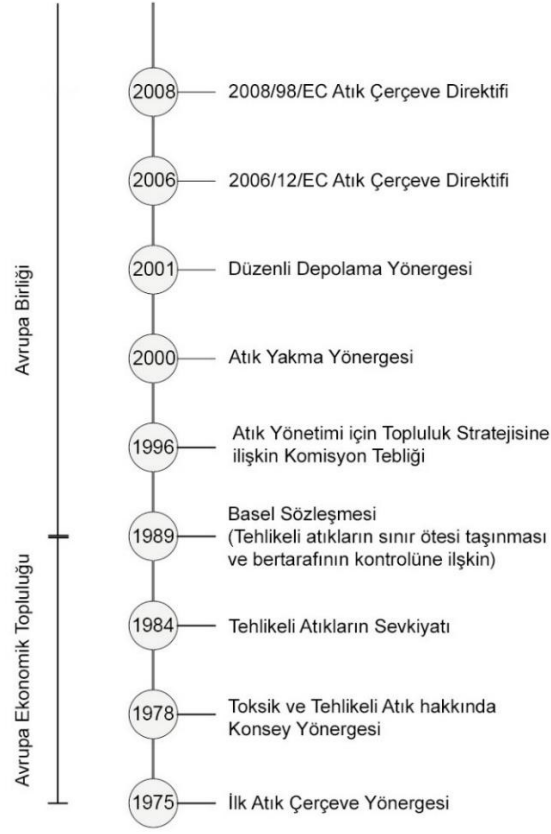 Avrupa Birliği
Avrupa Ekonomik Topluluğu
2008
2008/98/EC Atık Çerçeve Direktifi
2006
2006/12/EC Atık Çerçeve Direktifi
2001
Düzenli Depolama Yönergesi
2000
Atık Yakma Yönergesi
1996
Atık Yönetimi için Topluluk Stratejisine
ilişkin Komisyon Tebliği
1989
Basel Sözleşmesi
(Tehlikeli atıkların sınır ötesi taşınması
ve bertarafının kontrolüne ilşkin)
1984
Tehlikeli Atıkların Sevkiyatı
1978
Toksik ve Tehlikeli Atık hakkında
Konsey Yönergesi
1975
İlk Atık Çerçeve Yönergesi